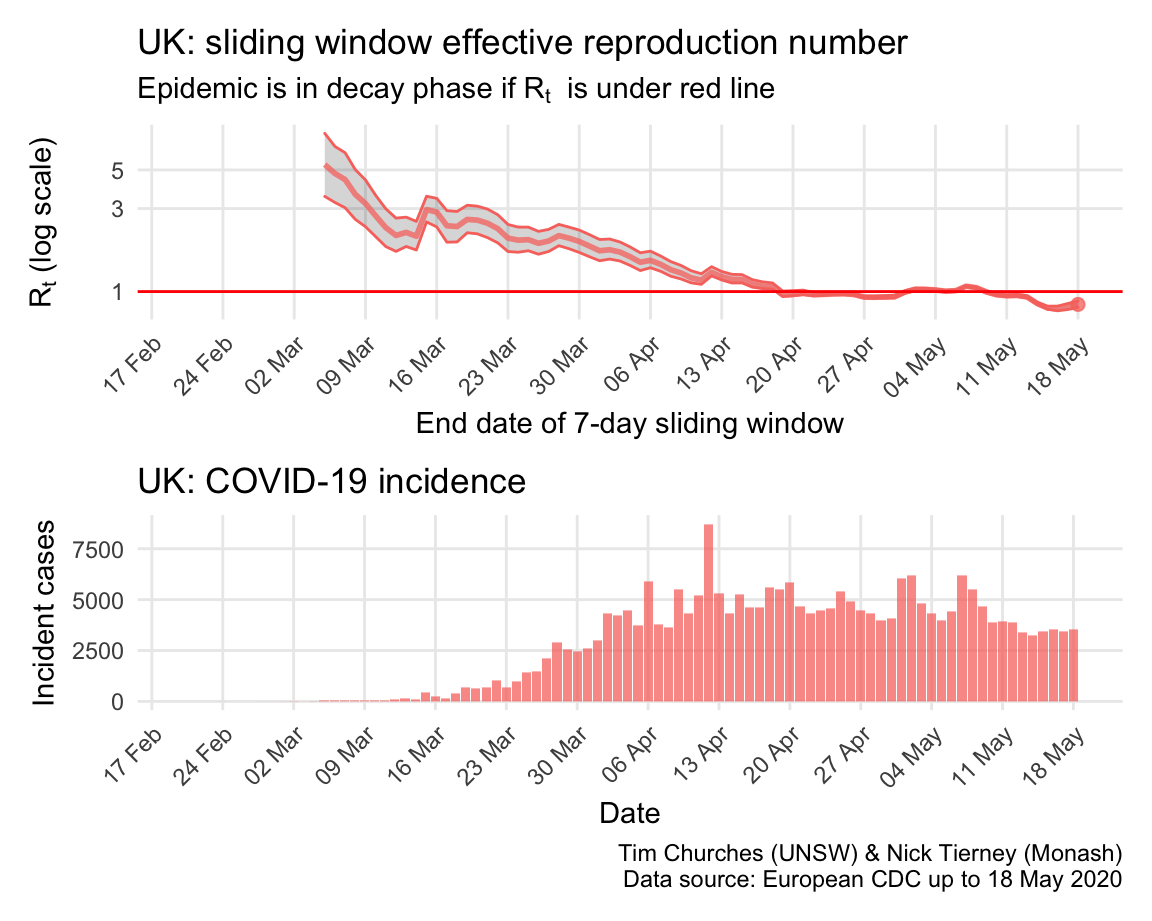 UK: sliding window effective reproduction number
Epidemic is in decay phase if Rt is under red line
Rt (log scale)
5
3
1
17 Feb
24 Feb
02 Mar
09 Mar
16 Mar
23 Mar
30 Mar
06 Apr
13 Apr
20 Apr
27 Apr
04 May
11 May
18 May
End date of 7-day sliding window
UK: COVID-19 incidence
Incident cases
7500
5000
2500
0
17 Feb
24 Feb
02 Mar
09 Mar
16 Mar
23 Mar
30 Mar
06 Apr
13 Apr
20 Apr
27 Apr
04 May
11 May
18 May
Date
Tim Churches (UNSW) & Nick Tierney (Monash)
Data source: European CDC up to 18 May 2020